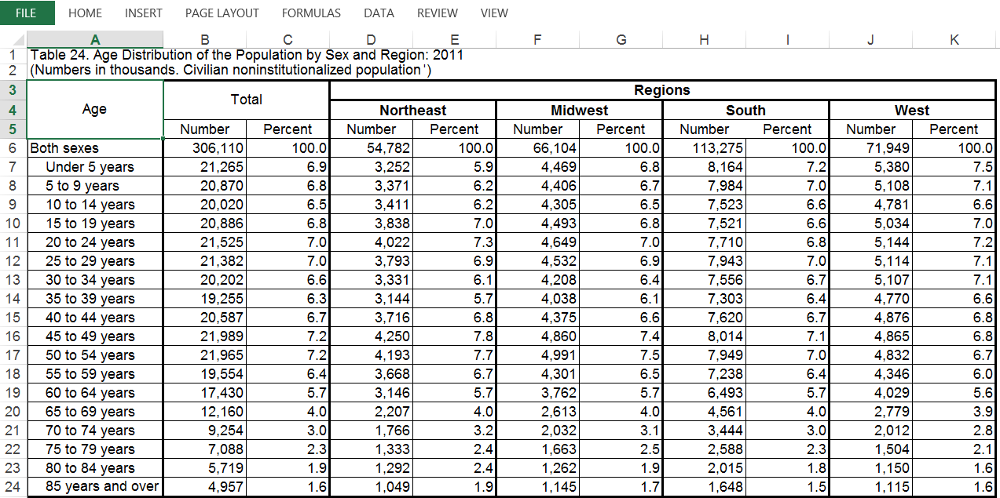 FILE HOME INSERT PAGE LAYOUT FORMULAS DATA REVIEW VIEW
A B C D E F G H I J K
1 Table 24. Age Distribution of the Population by Sex and Region: 2011
2 (Numbers in thousands. Civilian noninstitutionalized population¹)
3 Age Total Regions
4 Northeast Midwest South West
5 Number Percent Number Percent Number Percent Number Percent Number Percent
6 Both sexes 306,110 100.0 54,782 100.0 66,104 100.0 113,275 100.0 71,949 100.0
7 Under 5 years 21,265 6.9 3,252 5.9 4,469 6.8 8,164 7.2 5,380 7.5
8 5 to 9 years 20,870 6.8 3,371 6.2 4,406 6.7 7,984 7.0 5,108 7.1
9 10 to 14 years 20,020 6.5 3,411 6.2 4,305 6.5 7,523 6.6 4,781 6.6
10 15 to 19 years 20,886 6.8 3,838 7.0 4,493 6.8 7,521 6.6 5,034 7.0
11 20 to 24 years 21,525 7.0 4,022 7.3 4,649 7.0 7,710 6.8 5,144 7.2
12 25 to 29 years 21,382 7.0 3,793 6.9 4,532 6.9 7,943 7.0 5,114 7.1
13 30 to 34 years 20,202 6.6 3,331 6.1 4,208 6.4 7,556 6.7 5,107 7.1
14 35 to 39 years 19,255 6.3 3,144 5.7 4,038 6.1 7,303 6.4 4,770 6.6
15 40 to 44 years 20,587 6.7 3,716 6.8 4,375 6.6 7,620 6.7 4,876 6.8
16 45 to 49 years 21,989 7.2 4,250 7.8 4,860 7.4 8,014 7.1 4,865 6.8
17 50 to 54 years 21,965 7.2 4,193 7.7 4,991 7.5 7,949 7.0 4,832 6.7
18 55 to 59 years 19,554 6.4 3,668 6.7 4,301 6.5 7,238 6.4 4,346 6.0
19 60 to 64 years 17,430 5.7 3,146 5.7 3,762 5.7 6,493 5.7 4,029 5.6
20 65 to 69 years 12,160 4.0 2,207 4.0 2,613 4.0 4,561 4.0 2,779 3.9
21 70 to 74 years 9,254 3.0 1,766 3.2 2,032 3.1 3,444 3.0 2,012 2.8
22 75 to 79 years 7,088 2.3 1,333 2.4 1,663 2.5 2,588 2.3 1,504 2.1
23 80 to 84 years 5,719 1.9 1,292 2.4 1,262 1.9 2,015 1.8 1,150 1.6
24 85 years and over 4,957 1.6 1,049 1.9 1,145 1.7 1,648 1.5 1,115 1.6